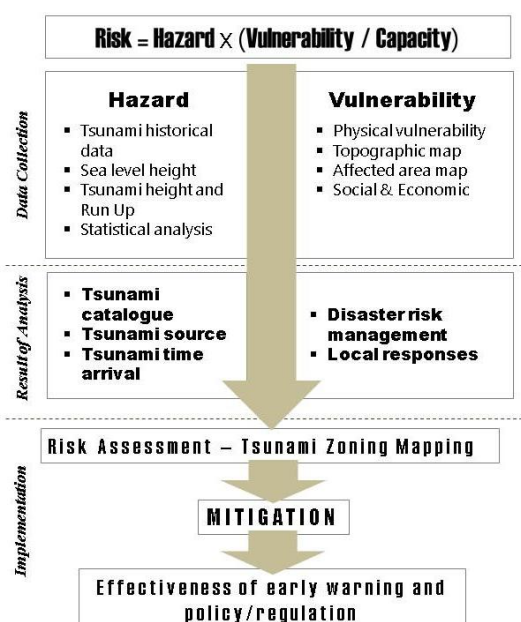 Risk = Hazard x (Vulnerability / Capacity)
Data Collection
Hazard
▪ Tsunami historical
data
▪ Sea level height
▪ Tsunami height and
Run Up
▪ Statistical analysis
Vulnerability
▪ Physical vulnerability
▪ Topographic map
▪ Affected area map
▪ Social & Economic
Result of Analysis
▪ Tsunami
catalogue
▪ Tsunami source
▪ Tsunami time
arrival
▪ Disaster risk
management
▪ Local responses
Implementation
Risk Assessment – Tsunami Zoning Mapping
MITIGATION
Effectiveness of early warning and
policy/regulation